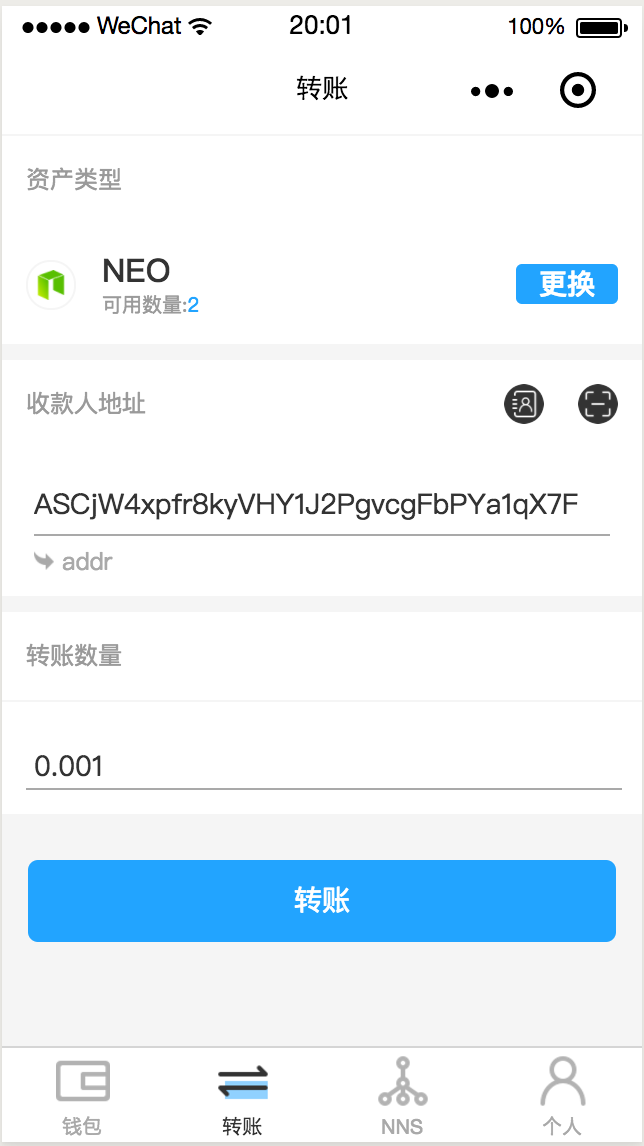 WeChat 20:01 100%
转账
资产类型
NEO
可用数量:2
更换
收款人地址
ASCjW4xpfr8kyVHY1J2PgvcgFbPYa1qX7F
addr
转账数量
0.001
转账
钱包 转账 NNS 个人